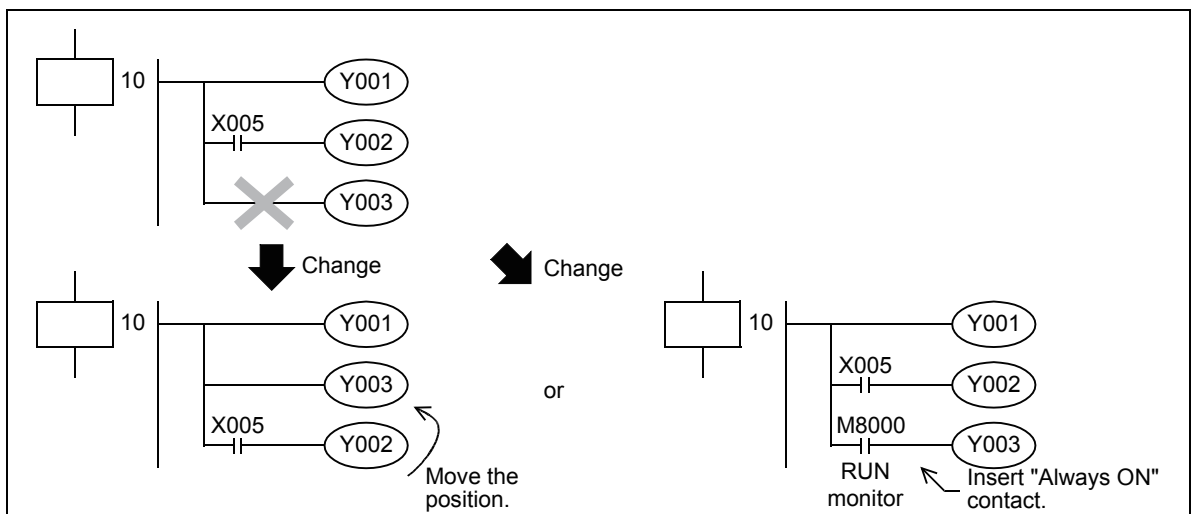 10
Y001
X005
Y002
Y003
Change
Change
10
Y001
Y003
X005
Y002
Move the
position.
or
10
Y001
X005
Y002
M8000
Y003
RUN
monitor
Insert "Always ON"
contact.